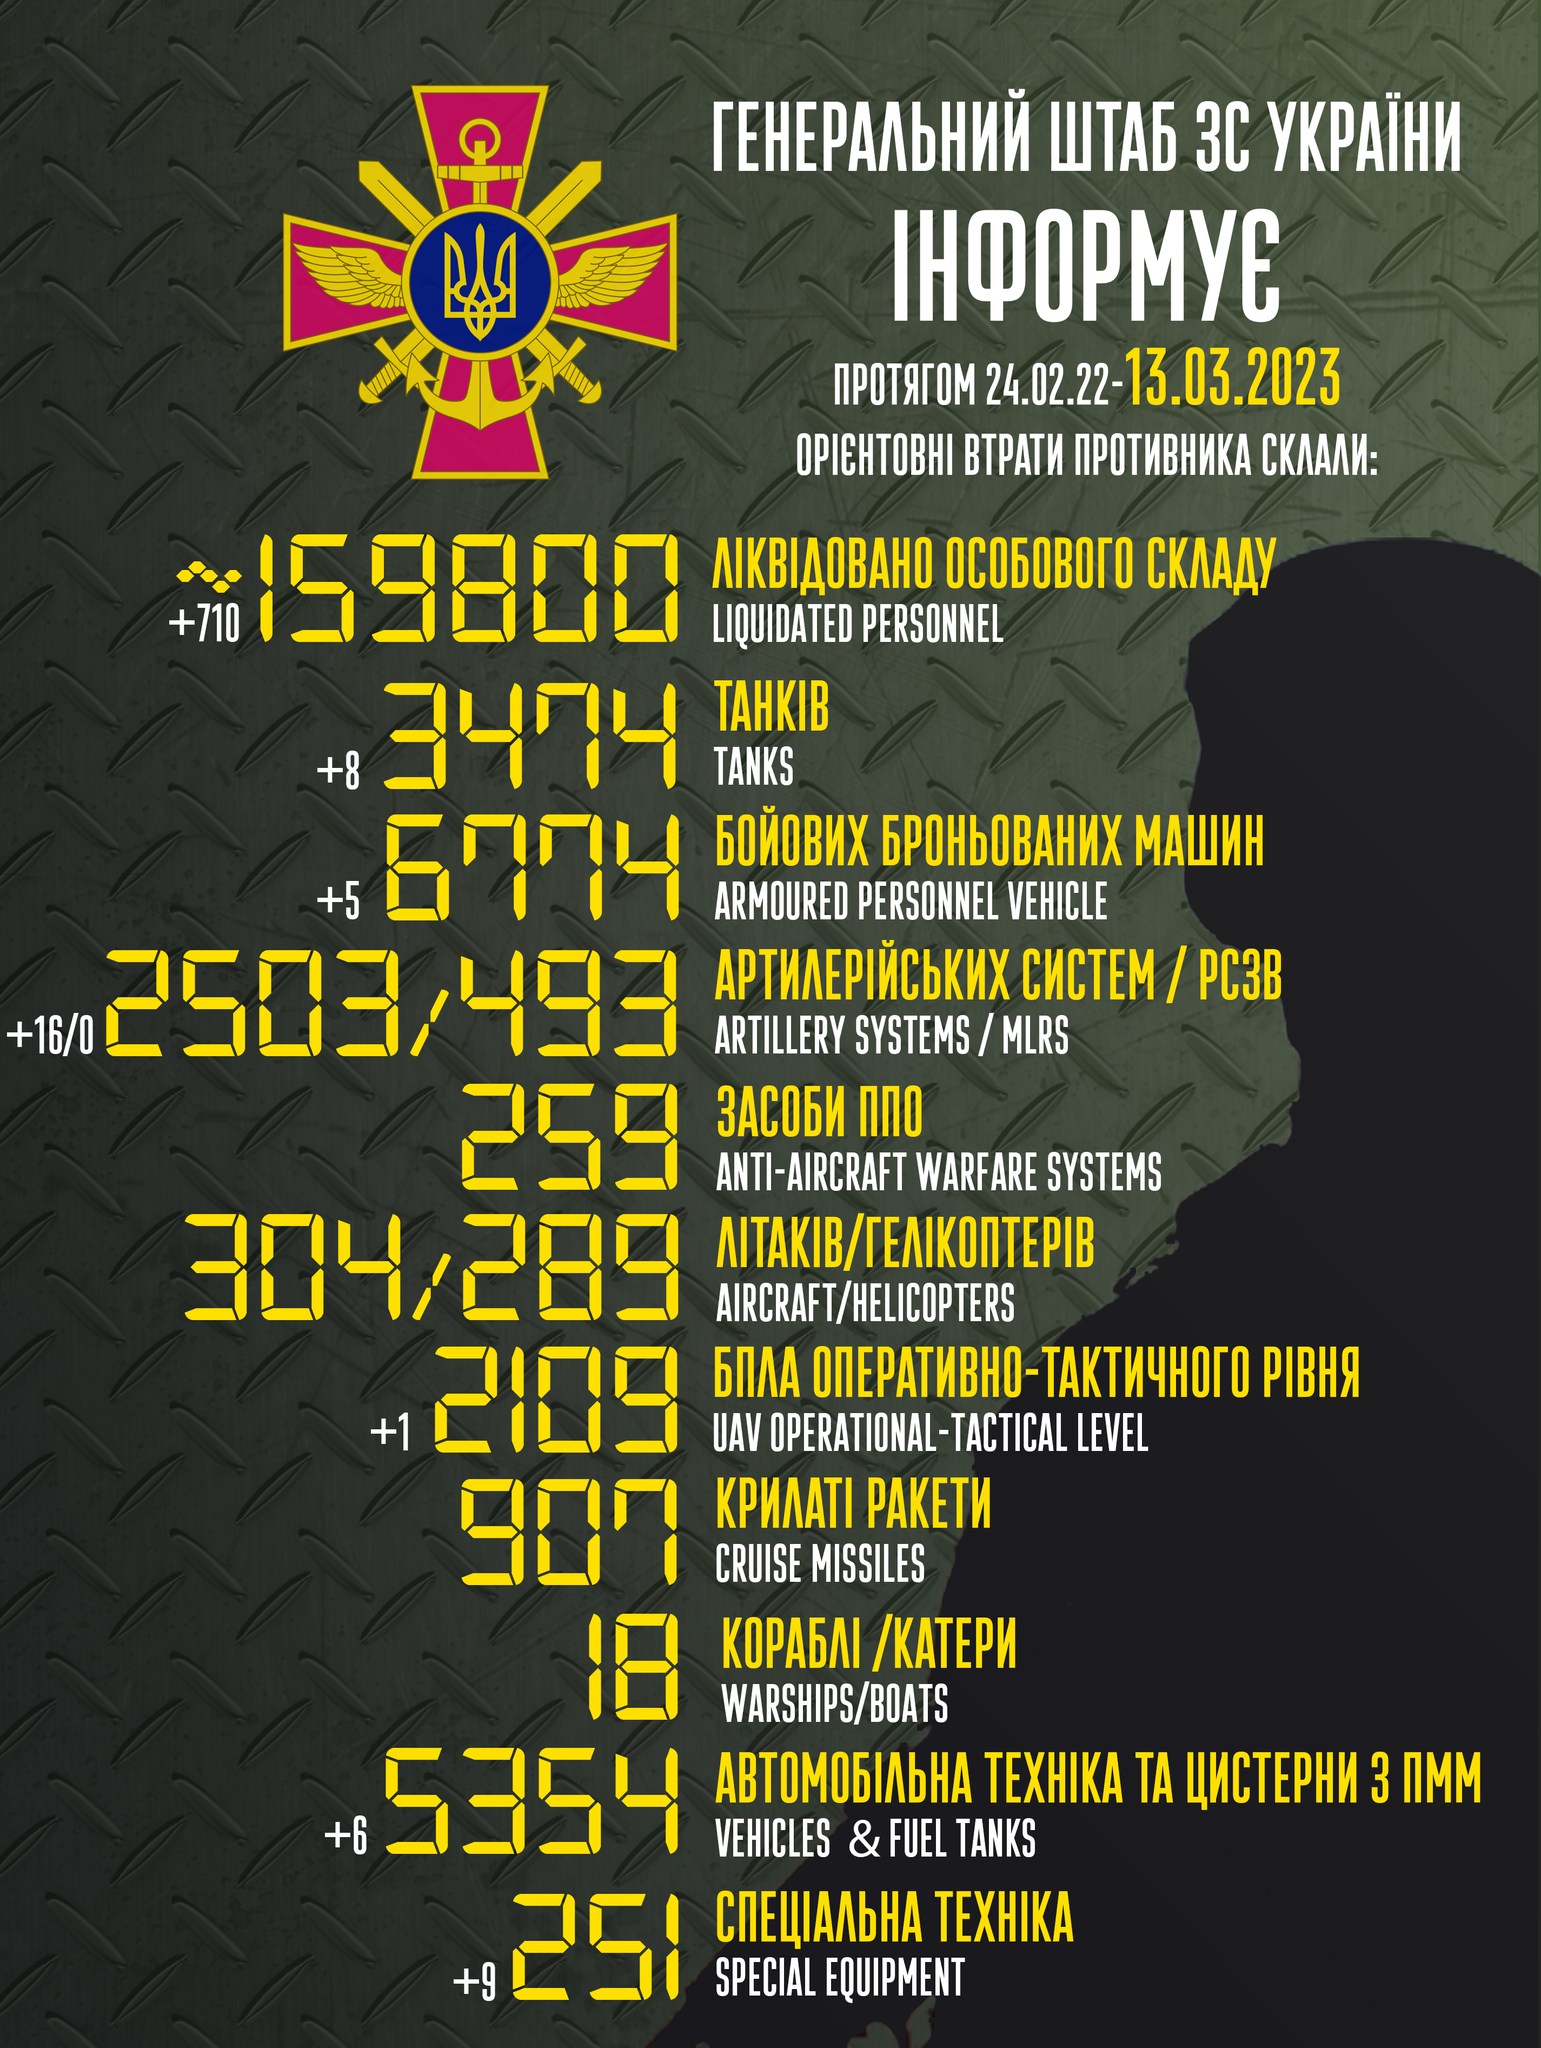 ГЕНЕРАЛЬНИЙ ШТАБ ЗС УКРАЇНИ
ІНФОРМУЄ
ПРОТЯГОМ 24.02.22-13.03.2023
ОРІЄНТОВНІ ВТРАТИ ПРОТИВНИКА СКЛАЛИ:
~159800 ЛІКВІДОВАНО ОСОБОВОГО СКЛАДУ
+710 LIQUIDATED PERSONNEL
3474 ТАНКІВ
+8 TANKS
6774 БОЙОВИХ БРОНЬОВАНИХ МАШИН
+5 ARMOURED PERSONNEL VEHICLE
2503/493 АРТИЛЕРІЙСЬКИХ СИСТЕМ / РСЗВ
+16/0 ARTILLERY SYSTEMS / MLRS
259 ЗАСОБИ ППО
ANTI-AIRCRAFT WARFARE SYSTEMS
304/289 ЛІТАКІВ/ГЕЛІКОПТЕРІВ
AIRCRAFT/HELICOPTERS
2109 БПЛА ОПЕРАТИВНО-ТАКТИЧНОГО РІВНЯ
+1 UAV OPERATIONAL-TACTICAL LEVEL
907 КРИЛАТІ РАКЕТИ
CRUISE MISSILES
18 КОРАБЛІ /КАТЕРИ
WARSHIPS/BOATS
5354 АВТОМОБІЛЬНА ТЕХНІКА ТА ЦИСТЕРНИ З ПММ
+6 VEHICLES & FUEL TANKS
251 СПЕЦІАЛЬНА ТЕХНІКА
+9 SPECIAL EQUIPMENT